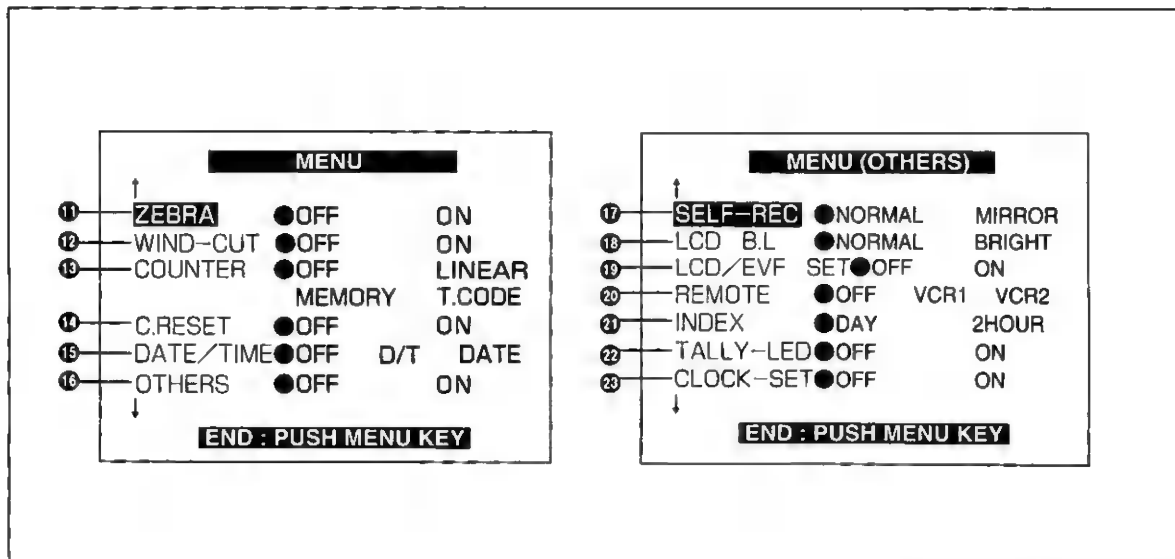 MENU
⓫ ZEBRA ●OFF ON
⓬ WIND-CUT ●OFF ON
⓭ COUNTER ●OFF LINEAR
MEMORY T.CODE
⓮ C.RESET ●OFF ON
⓯ DATE/TIME ●OFF D/T DATE
⓰ OTHERS ●OFF ON
END : PUSH MENU KEY
MENU (OTHERS)
⓱ SELF-REC ●NORMAL MIRROR
⓲ LCD B.L ●NORMAL BRIGHT
⓳ LCD/EVF SET ●OFF ON
⓴ REMOTE ●OFF VCR1 VCR2
㉑ INDEX ●DAY 2HOUR
㉒ TALLY-LED ●OFF ON
㉓ CLOCK-SET ●OFF ON
END : PUSH MENU KEY